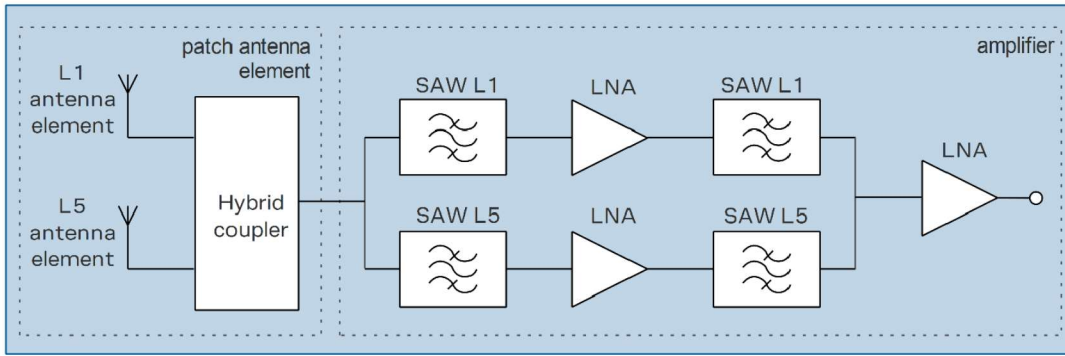 patch antenna
element
amplifier
L1
antenna
element
SAW L1
LNA
SAW L1
LNA
Hybrid
coupler
L5
antenna
element
SAW L5
LNA
SAW L5